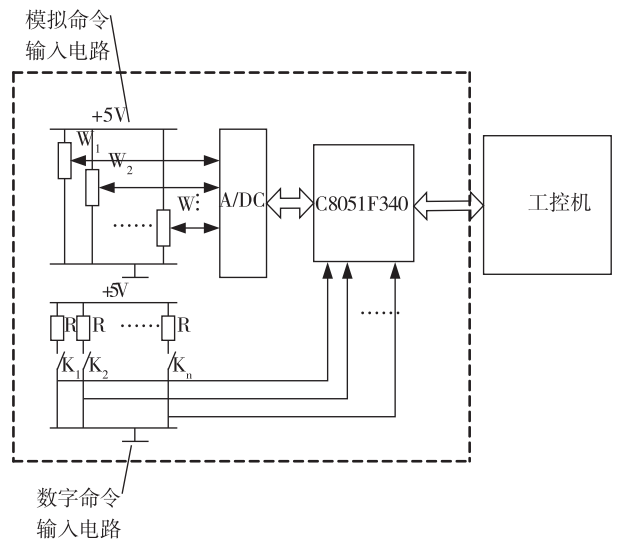 模拟命令
输入电路
+5V
W1
W2
W
A/DC
C8051F340
工控机
......
+5V
R R ...... R
......
K1 K2 Kn
数字命令
输入电路